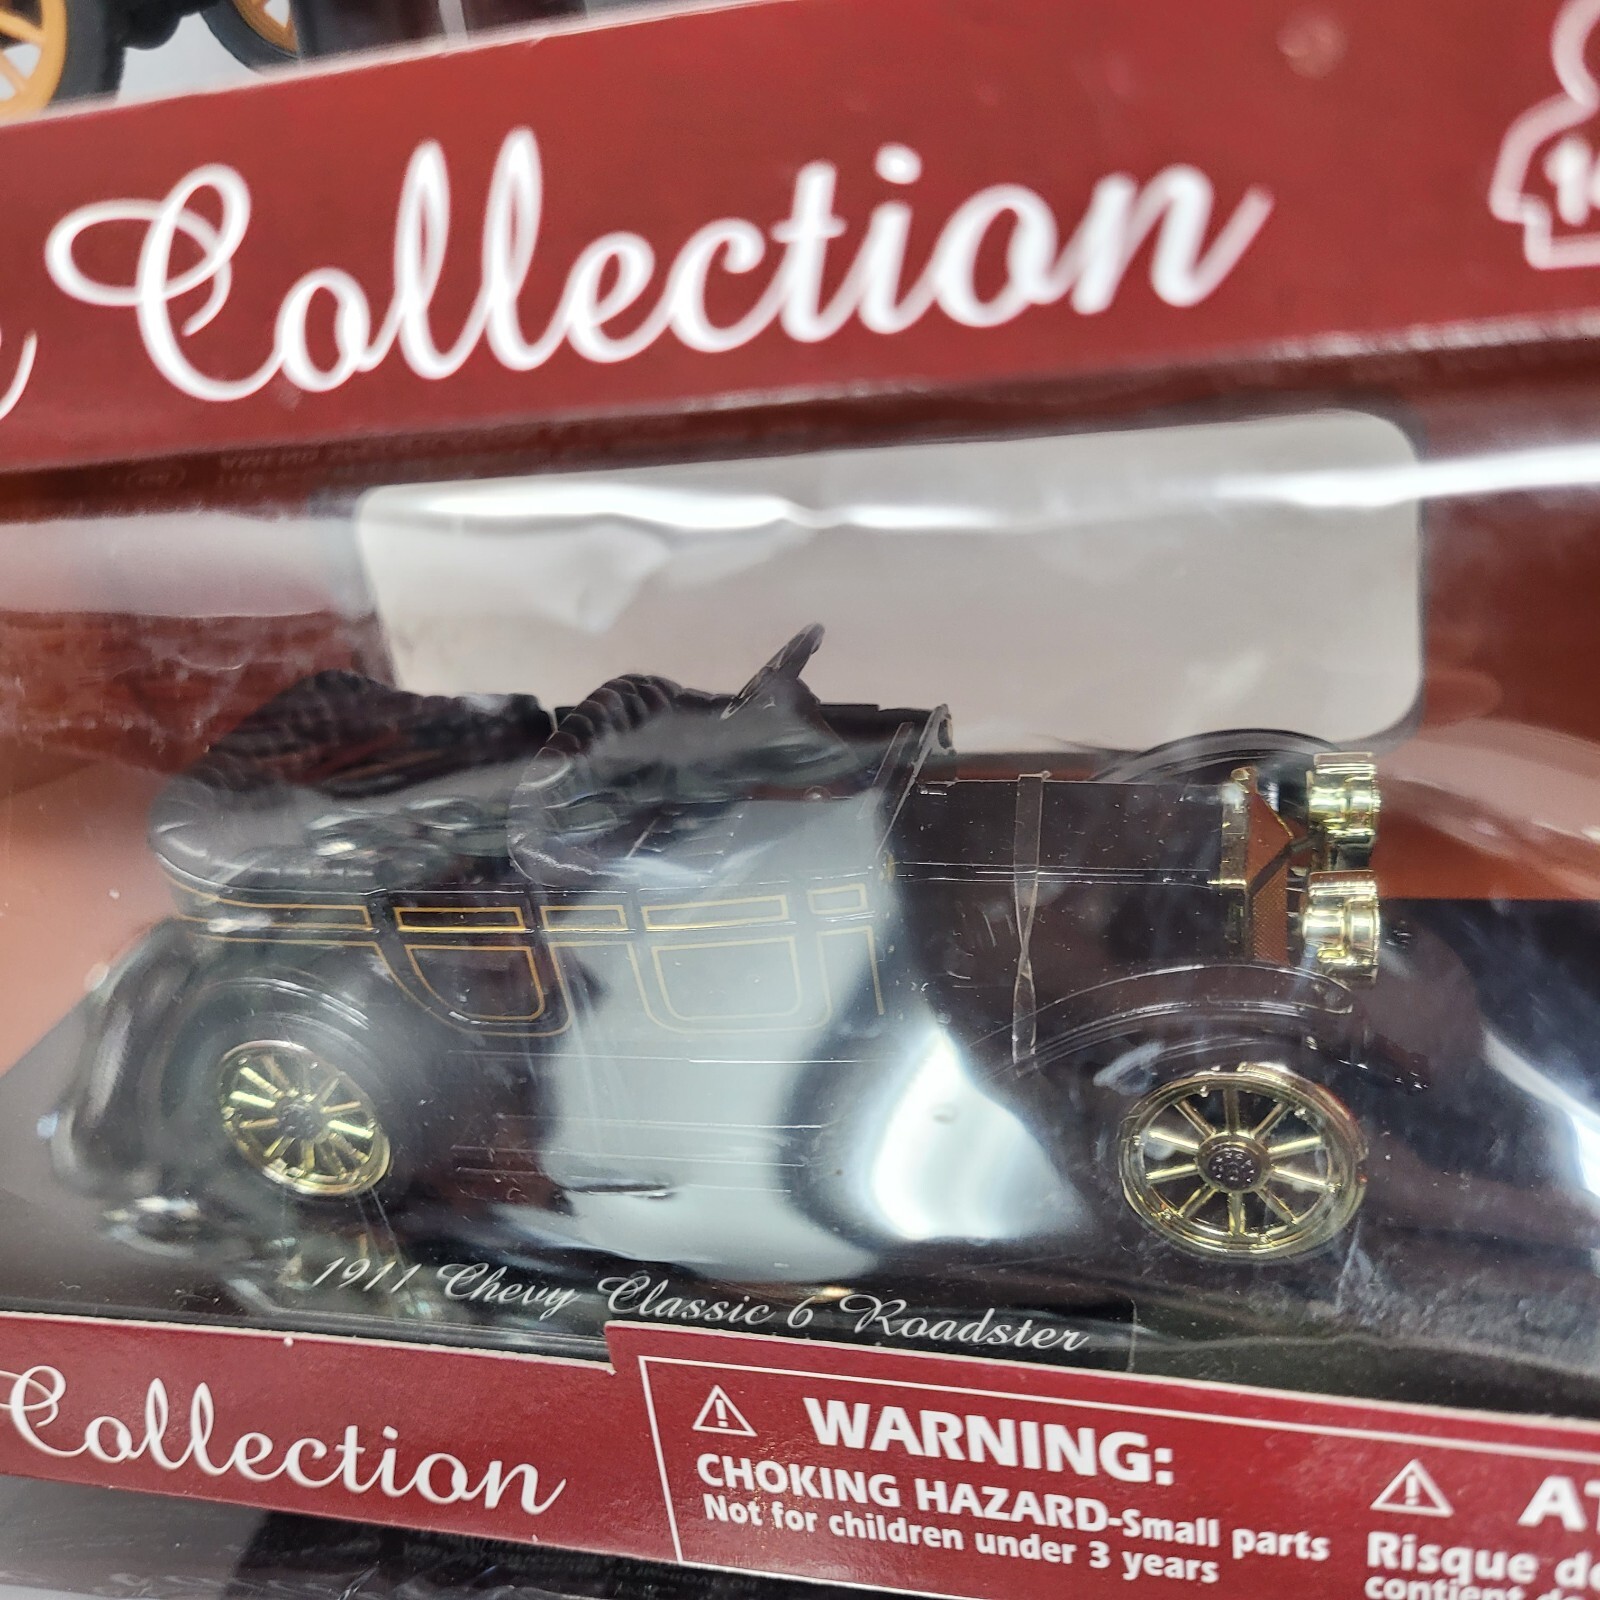 Collection
1911 Chevy Classic 6 Roadster
Collection
WARNING:
CHOKING HAZARD-Small parts
Not for children under 3 years
Risque
contient